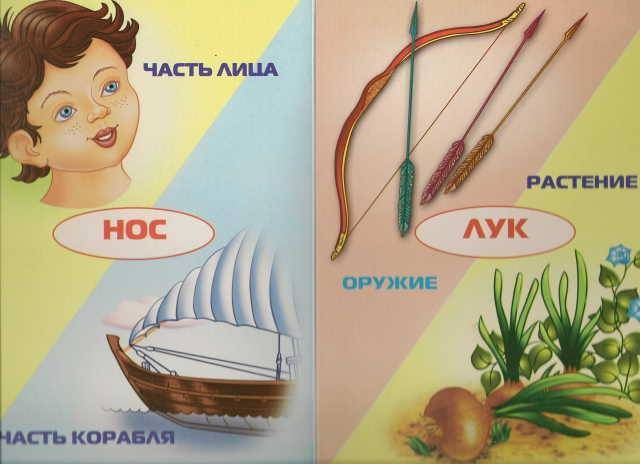 ЧАСТЬ ЛИЦА
НОС
ЧАСТЬ КОРАБЛЯ
РАСТЕНИЕ
ЛУК
ОРУЖИЕ